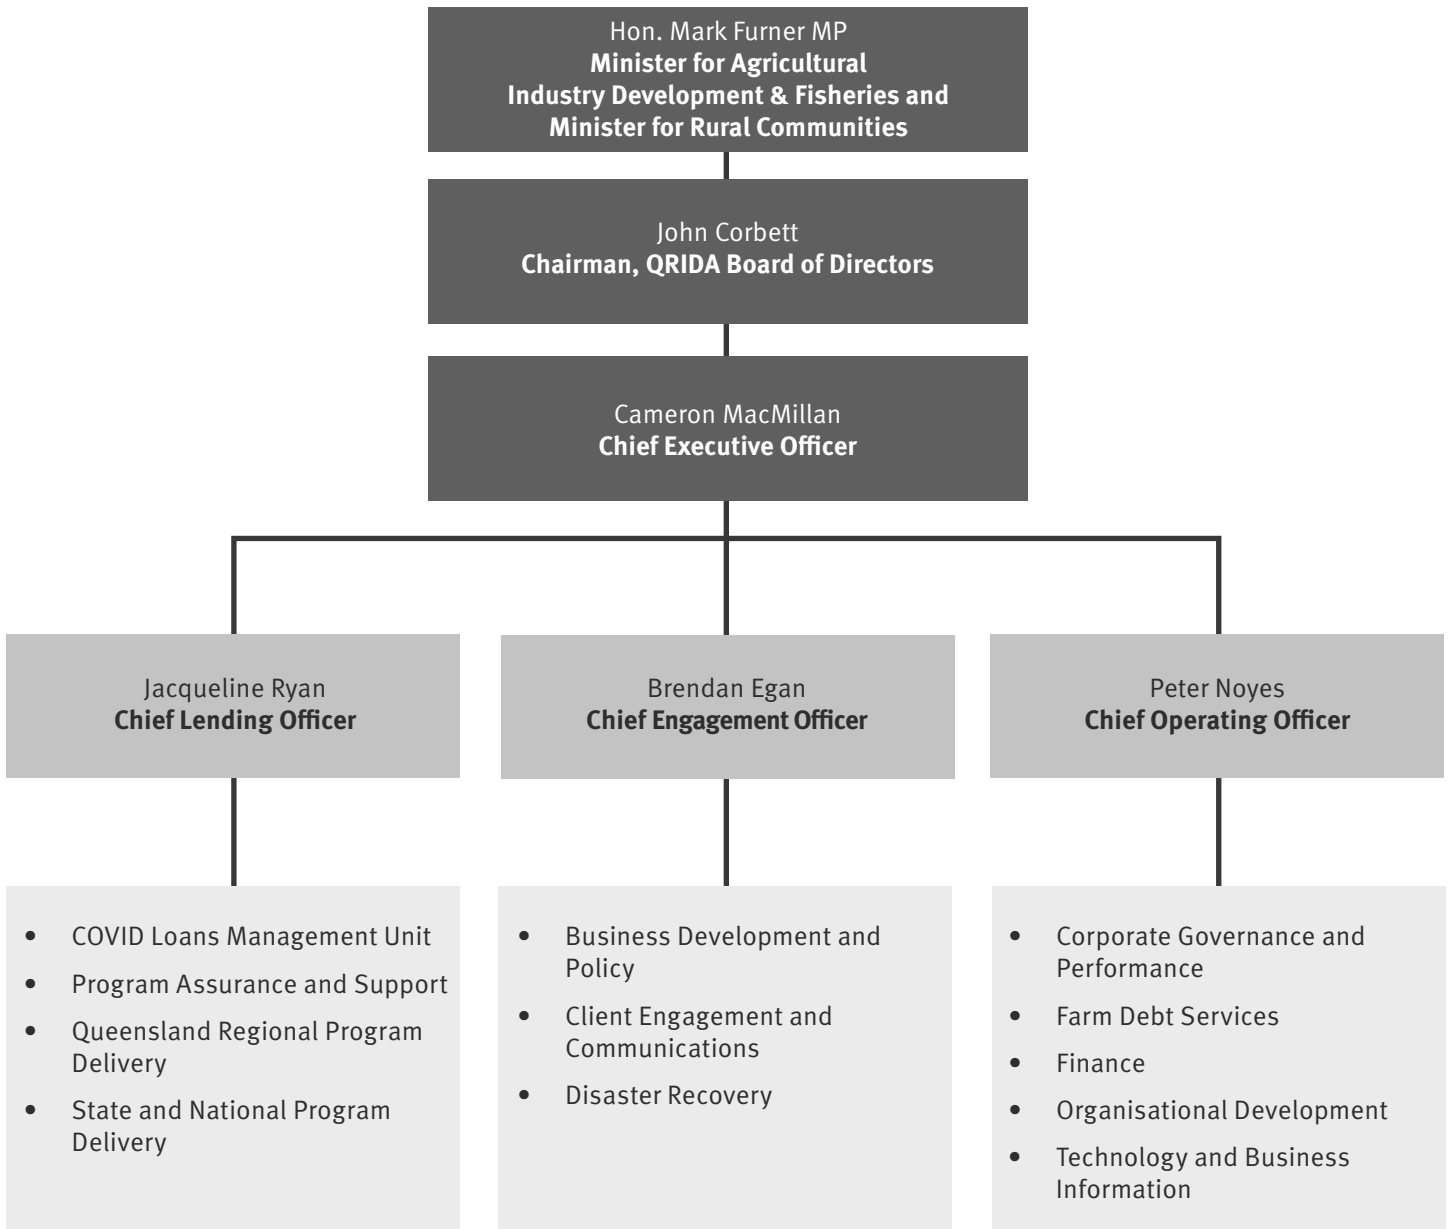 Hon. Mark Furner MP
Minister for Agricultural
Industry Development & Fisheries and
Minister for Rural Communities
John Corbett
Chairman, QRIDA Board of Directors
Cameron MacMillan
Chief Executive Officer
Jacqueline Ryan
Chief Lending Officer
Brendan Egan
Chief Engagement Officer
Peter Noyes
Chief Operating Officer
• COVID Loans Management Unit
• Program Assurance and Support
• Queensland Regional Program
Delivery
• State and National Program
Delivery
• Business Development and
Policy
• Client Engagement and
Communications
• Disaster Recovery
• Corporate Governance and
Performance
• Farm Debt Services
• Finance
• Organisational Development
• Technology and Business
Information